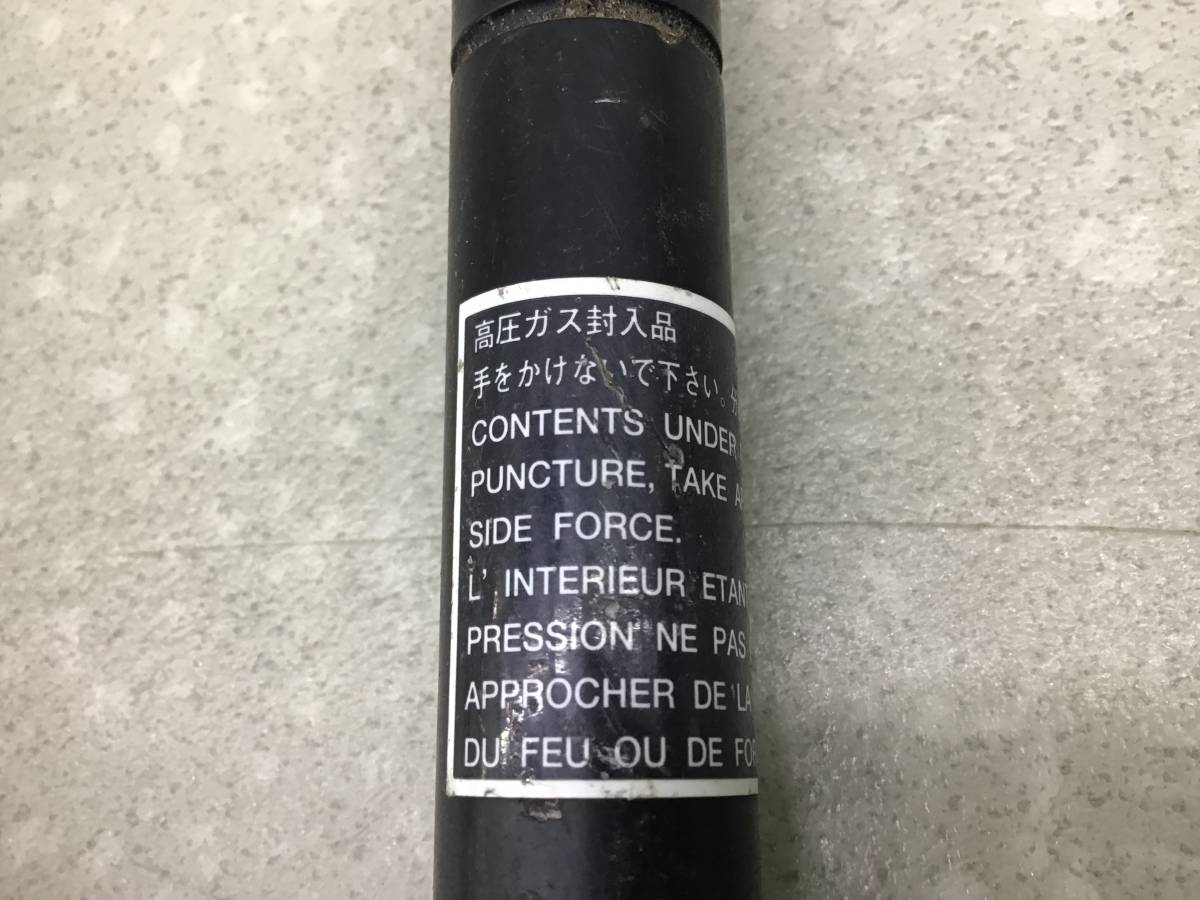 高圧ガス封入品
手をかけないで下さい。
CONTENTS UNDER
PUNCTURE, TAKE
SIDE FORCE.
L' INTERIEUR
PRESSION NE PAS
APPROCHER DE LA
DU FEU OU DE